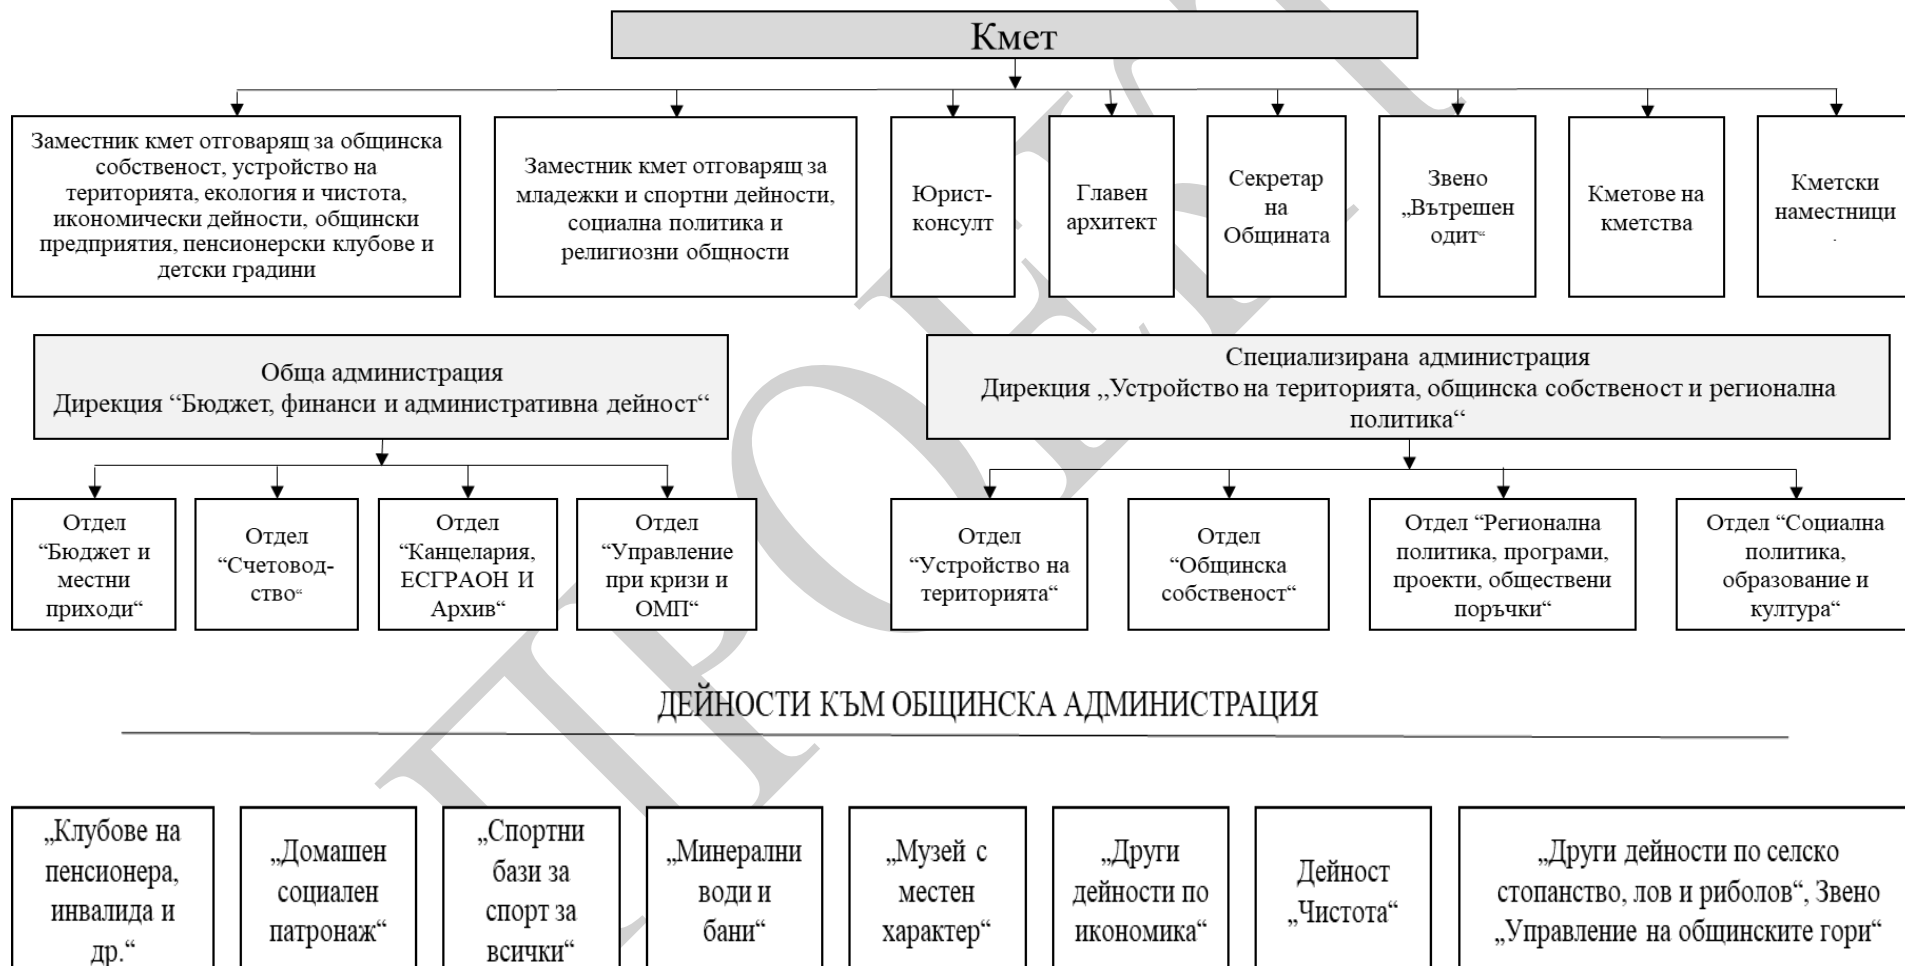 Кмет
Заместник кмет отговарящ за общинска
собственост, устройство на
територията, екология и чистота,
икономически дейности, общински
предприятия, пенсионерски клубове и
детски градини
Заместник кмет отговарящ за
младежки и спортни дейности,
социална политика и
религиозни общности
Юрист-
консулт
Главен
архитект
Секретар
на
Общината
Звено
„Вътрешен
одит“
Кметове на
кметства
Кметски
наместници
.
Обща администрация
Дирекция “Бюджет, финанси и административна дейност“
Специализирана администрация
Дирекция „Устройство на територията, общинска собственост и регионална
политика“
Отдел
“Бюджет и
местни
приходи“
Отдел
“Счетовод-
ство“
Отдел
“Канцелария,
ЕСГРАОН И
Архив“
Отдел
“Управление
при кризи и
ОМП“
Отдел
“Устройство на
територията“
Отдел
“Общинска
собственост“
Отдел “Регионална
политика, програми,
проекти, обществени
поръчки“
Отдел “Социална
политика,
образование и
култура“
ДЕЙНОСТИ КЪМ ОБЩИНСКА АДМИНИСТРАЦИЯ
„Клубове на
пенсионера,
инвалида и
др.“
„Домашен
социален
патронаж“
„Спортни
бази за
спорт за
всички“
„Минерални
води и
бани“
„Музей с
местен
характер“
„Други
дейности по
икономика“
Дейност
„Чистота“
„Други дейности по селско
стопанство, лов и риболов“, Звено
„Управление на общинските гори“
ПРОЕКТ